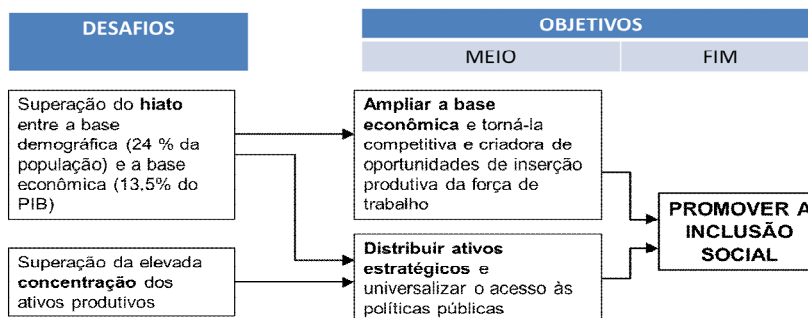 DESAFIOS
OBJETIVOS
MEIO
FIM
Superação do hiato
entre a base
demográfica (24 % da
população) e a base
econômica (13,5% do
PIB)
Ampliar a base
econômica e torná-la
competitiva e criadora de
oportunidades de inserção
produtiva da força de
trabalho
PROMOVER A
INCLUSÃO
SOCIAL
Superação da elevada
concentração dos
ativos produtivos
Distribuir ativos
estratégicos e
universalizar o acesso às
políticas públicas